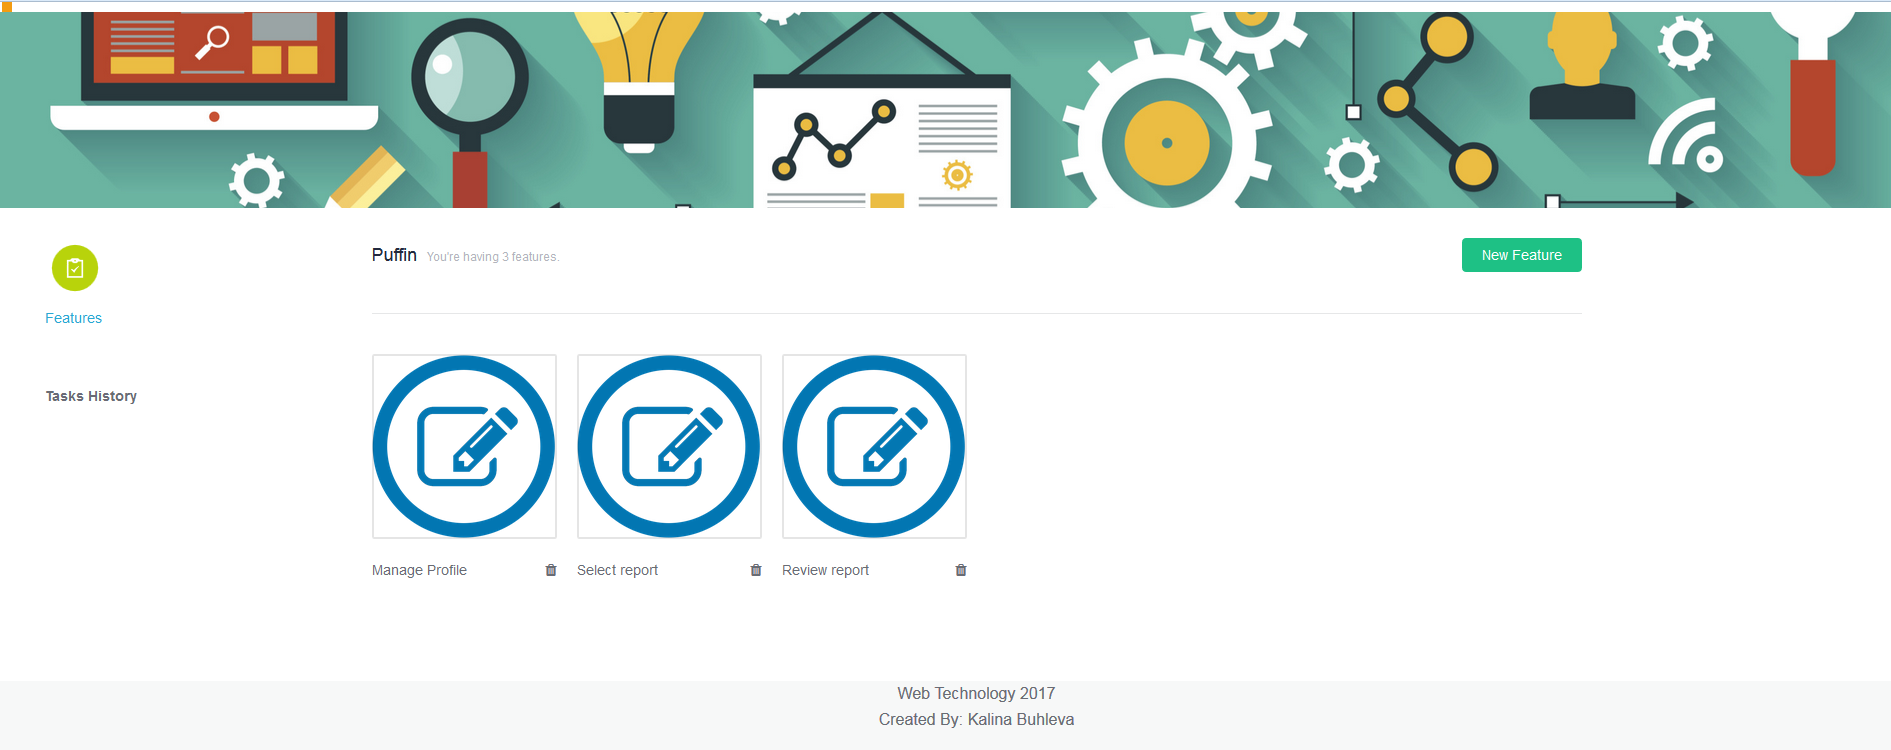 Puffin You're having 3 features.
New Feature
Features
Tasks History
Manage Profile
Select report
Review report
Web Technology 2017
Created By: Kalina Buhleva